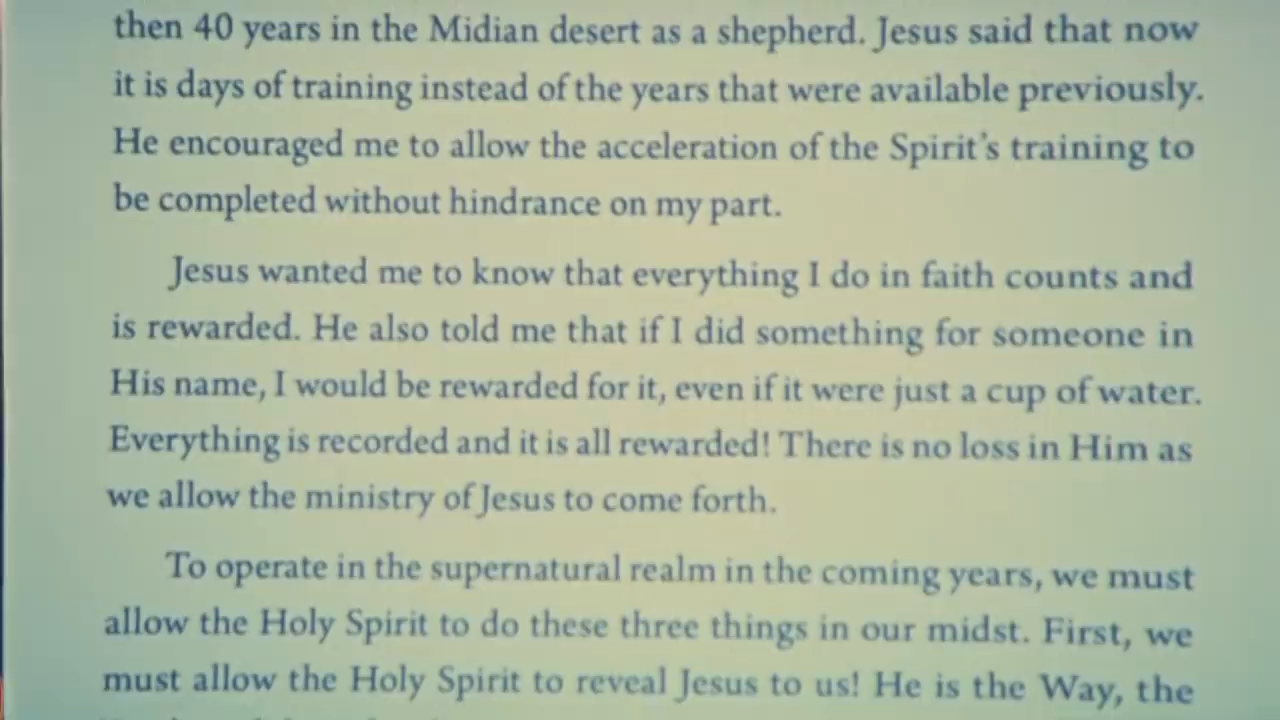 then 40 years in the Midian desert as a shepherd. Jesus said that now
it is days of training instead of the years that were available previously.
He encouraged me to allow the acceleration of the Spirit's training to
be completed without hindrance on my part.
Jesus wanted me to know that everything I do in faith counts and
is rewarded. He also told me that if I did something for someone in
His name, I would be rewarded for it, even if it were just a cup of water.
Everything is recorded and it is all rewarded! There is no loss in Him as
we allow the ministry of Jesus to come forth.
To operate in the supernatural realm in the coming years, we must
allow the Holy Spirit to do these three things in our midst. First, we
must allow the Holy Spirit to reveal Jesus to us! He is the Way, the